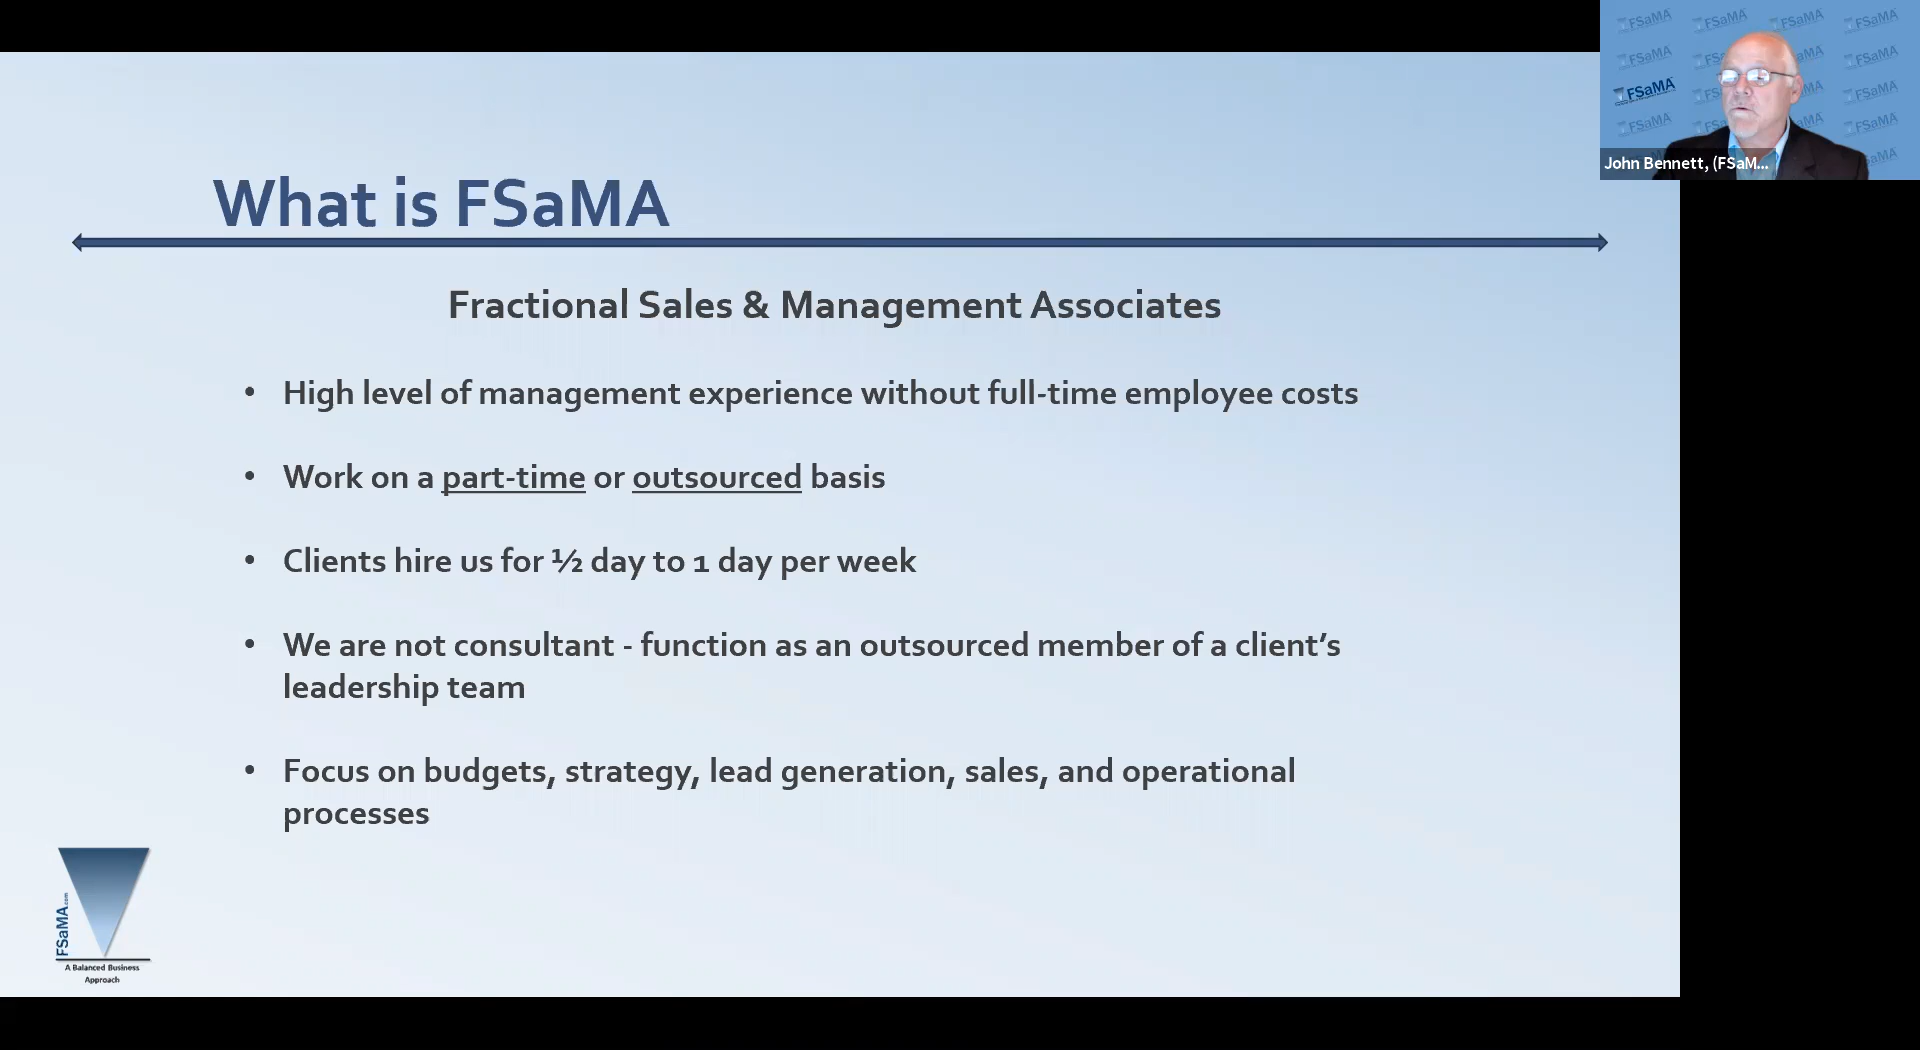 What is FSaMA
Fractional Sales & Management Associates
• High level of management experience without full-time employee costs
• Work on a part-time or outsourced basis
• Clients hire us for ½ day to 1 day per week
• We are not consultant - function as an outsourced member of a client’s
leadership team
• Focus on budgets, strategy, lead generation, sales, and operational
processes
FSaMA.com
A Balanced Business
Approach
FSaMA
John Bennett, (FSaM...